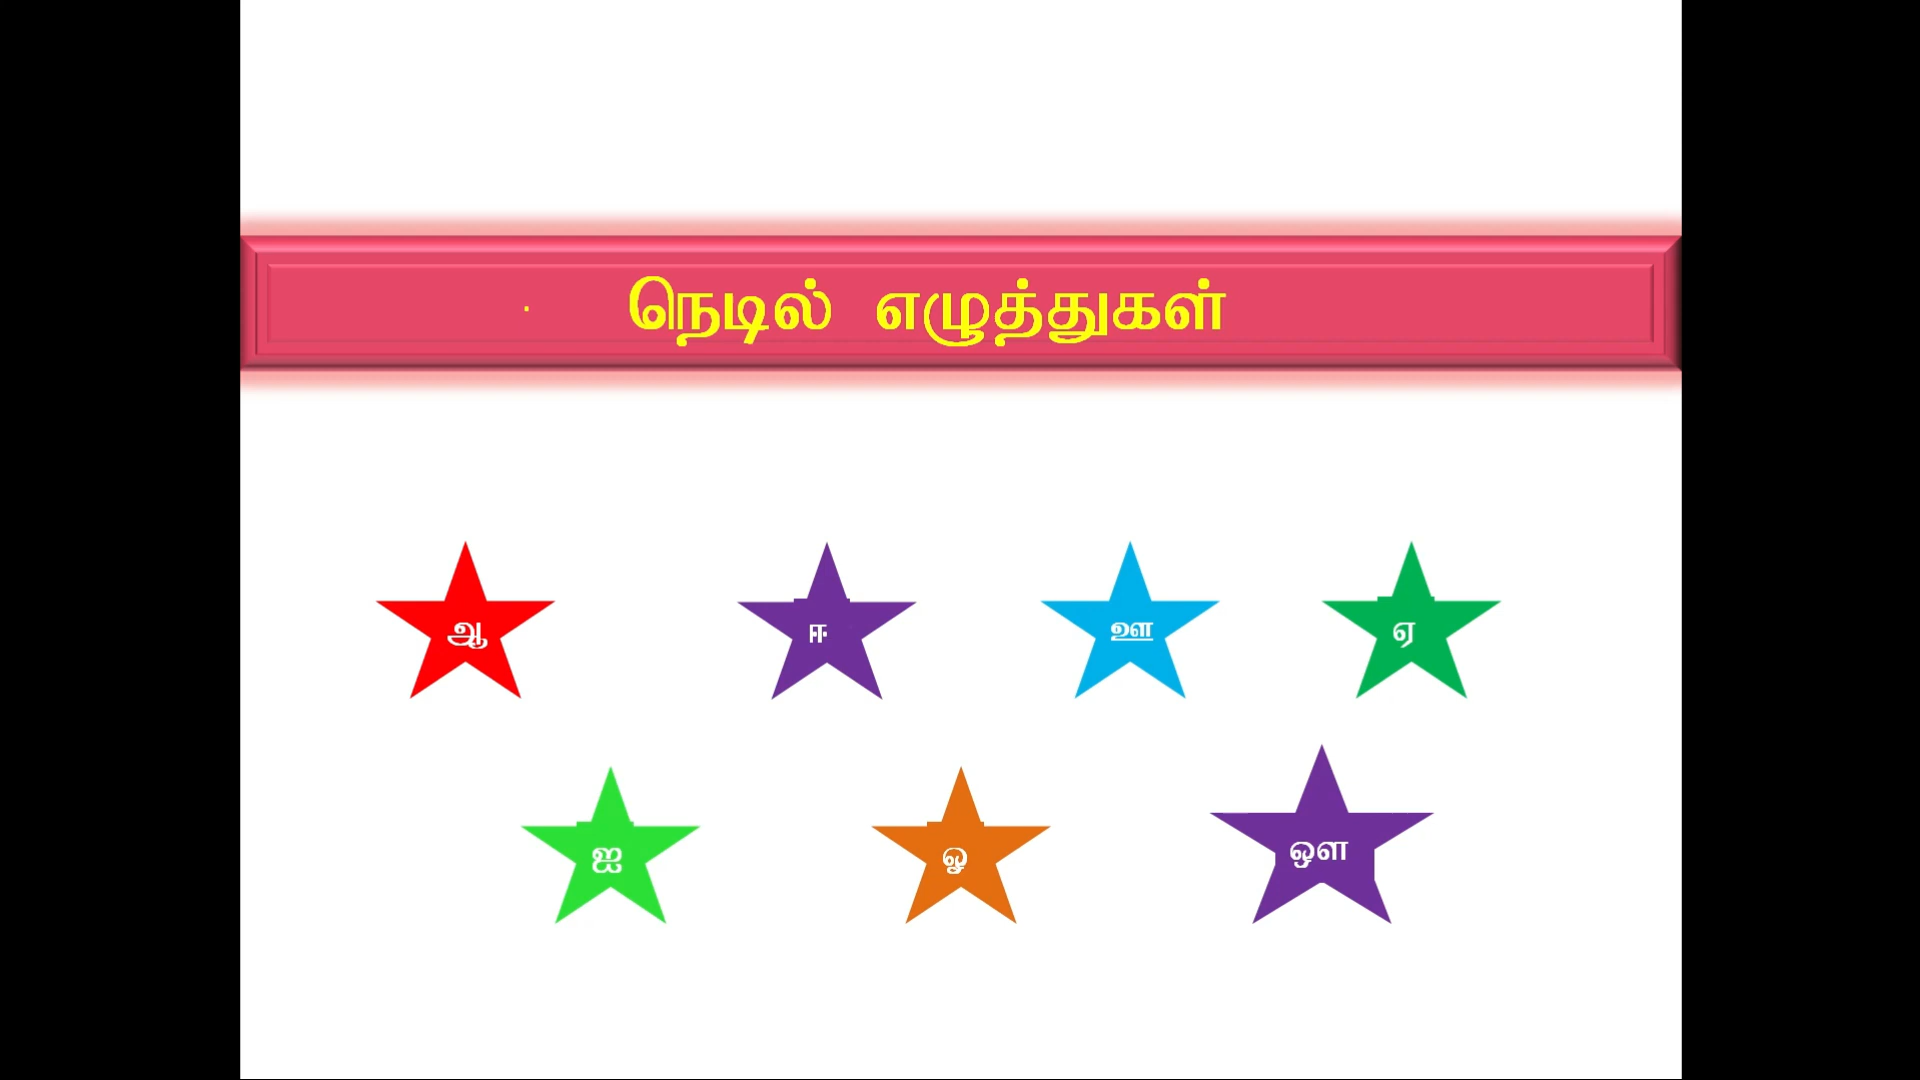 நெடில் எழுத்துகள்
ஆ ஈ ஊ ஏ
ஐ ஓ ஔ